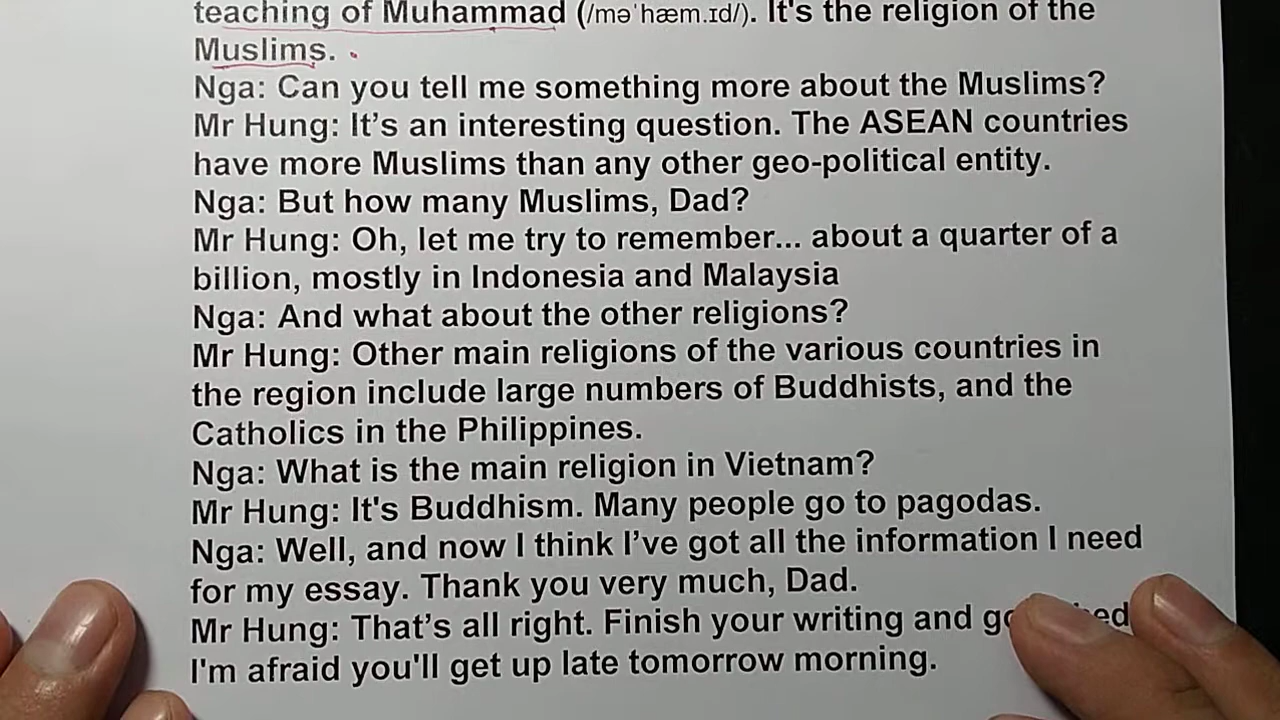 teaching of Muhammad (/məˈhæm.ɪd/). It's the religion of the
Muslims.
Nga: Can you tell me something more about the Muslims?
Mr Hung: It’s an interesting question. The ASEAN countries
have more Muslims than any other geo-political entity.
Nga: But how many Muslims, Dad?
Mr Hung: Oh, let me try to remember... about a quarter of a
billion, mostly in Indonesia and Malaysia
Nga: And what about the other religions?
Mr Hung: Other main religions of the various countries in
the region include large numbers of Buddhists, and the
Catholics in the Philippines.
Nga: What is the main religion in Vietnam?
Mr Hung: It's Buddhism. Many people go to pagodas.
Nga: Well, and now I think I’ve got all the information I need
for my essay. Thank you very much, Dad.
Mr Hung: That’s all right. Finish your writing and
I'm afraid you'll get up late tomorrow morning.